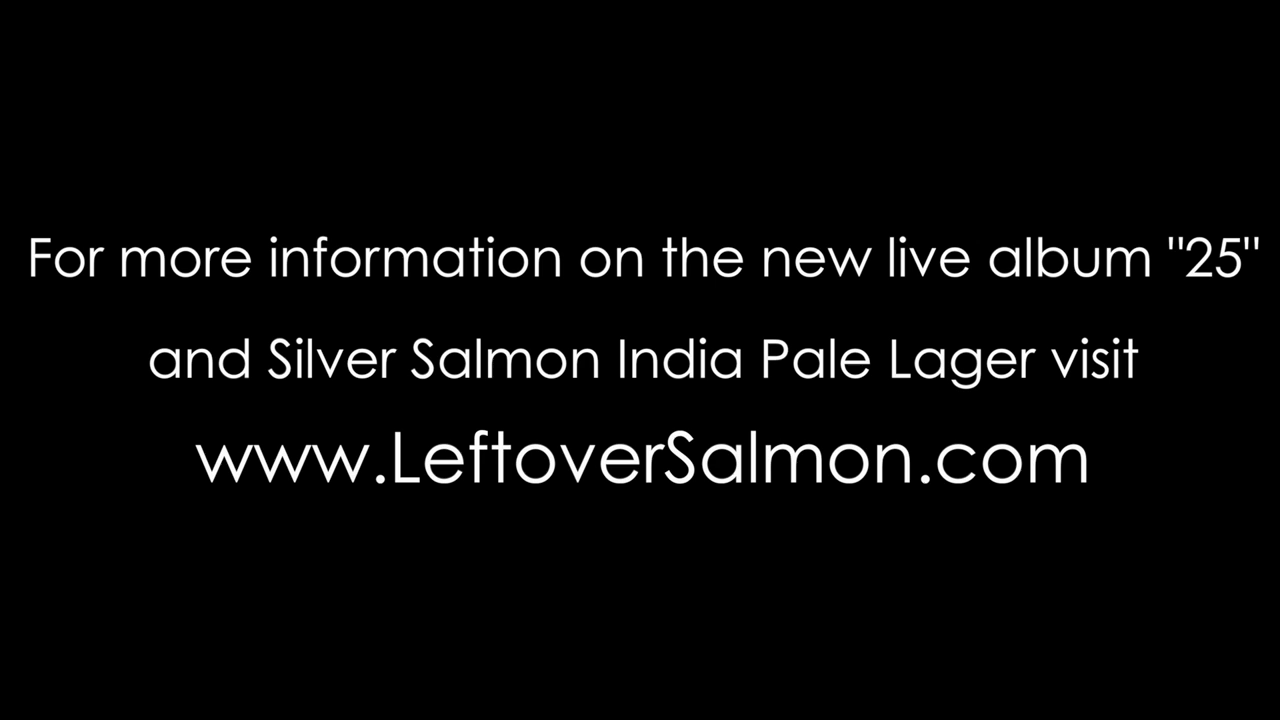 For more information on the new live album "25"
and Silver Salmon India Pale Lager visit
www.LeftoverSalmon.com